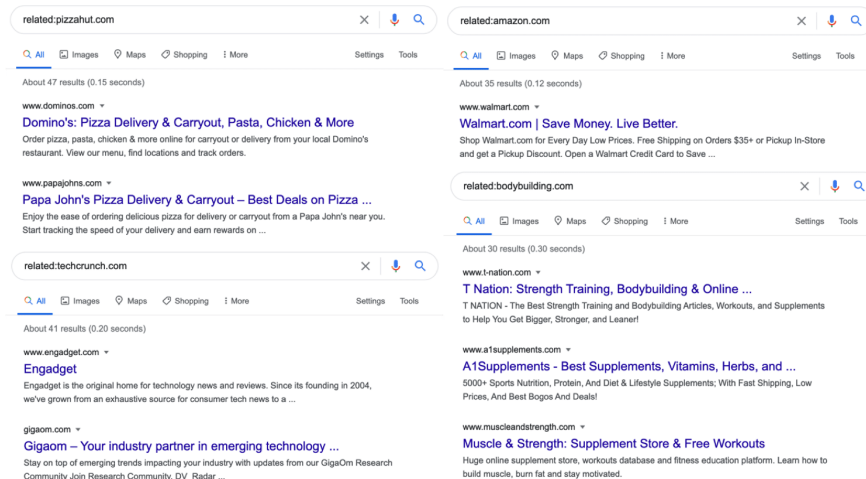 related:pizzahut.com
All Images Maps Shopping More Settings Tools
About 47 results (0.15 seconds)
www.dominos.com
Domino's: Pizza Delivery & Carryout, Pasta, Chicken & More
Order pizza, pasta, chicken & more online for carryout or delivery from your local Domino's
restaurant. View our menu, find locations and track orders.
www.papajohns.com
Papa John's Pizza Delivery & Carryout – Best Deals on Pizza ...
Enjoy the ease of ordering delicious pizza for delivery or carryout from a Papa John's near you.
Start tracking the speed of your delivery and earn rewards on ...
related:techcrunch.com
All Images Maps Shopping More Settings Tools
About 41 results (0.20 seconds)
www.engadget.com
Engadget
Engadget is the original home for technology news and reviews. Since its founding in 2004,
we've grown from an exhaustive source for consumer tech news to a ...
gigaom.com
Gigaom – Your industry partner in emerging technology ...
Stay on top of emerging trends impacting your industry with updates from our GigaOm Research
Community Join Research Community. DV Radar ...
related:amazon.com
All Images Maps Shopping More Settings Tools
About 35 results (0.12 seconds)
www.walmart.com
Walmart.com | Save Money. Live Better.
Shop Walmart.com for Every Day Low Prices. Free Shipping on Orders $35+ or Pickup In-Store
and get a Pickup Discount. Open a Walmart Credit Card to Save ...
related:bodybuilding.com
All Images Maps Shopping More Settings Tools
About 30 results (0.30 seconds)
www.t-nation.com
T Nation: Strength Training, Bodybuilding & Online ...
T NATION - The Best Strength Training and Bodybuilding Articles, Workouts, and Supplements
to Help You Get Bigger, Stronger, and Leaner!
www.a1supplements.com
A1Supplements - Best Supplements, Vitamins, Herbs, and ...
5000+ Sports Nutrition, Protein, And Diet & Lifestyle Supplements; With Fast Shipping, Low
Prices, And Best Bogos And Deals!
www.muscleandstrength.com
Muscle & Strength: Supplement Store & Free Workouts
Huge online supplement store, workouts database and fitness education platform. Learn how to
build muscle, burn fat and stay motivated.